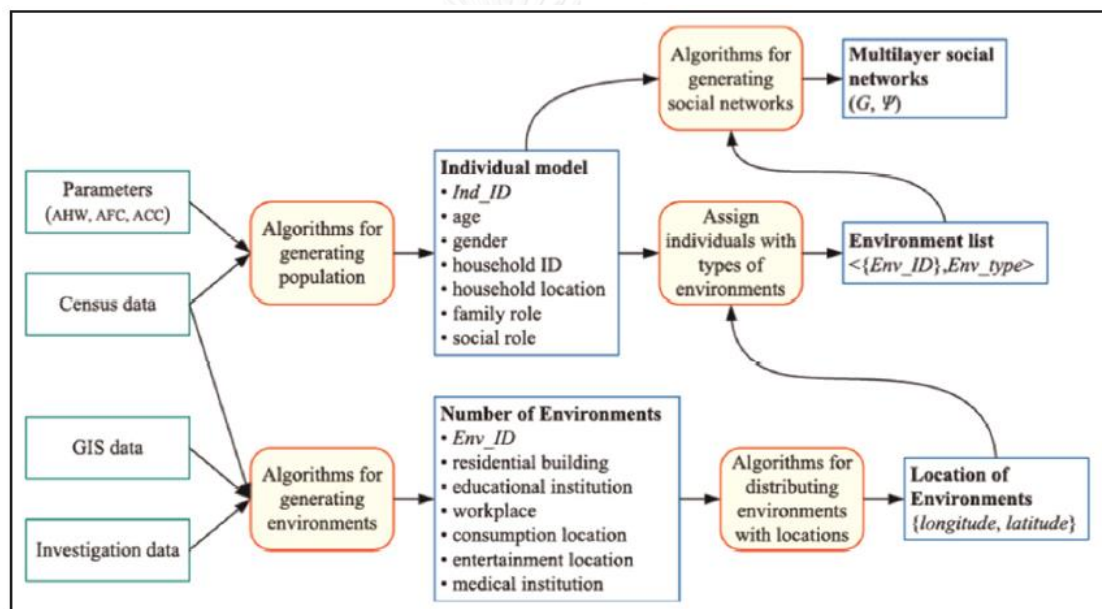 Algorithms for
generating
social networks
Multilayer social
networks
(G, Ψ)
Parameters
(AHW, AFC, ACC)
Census data
Algorithms for
generating
population
Individual model
• Ind_ID
• age
• gender
• household ID
• household location
• family role
• social role
Assign
individuals with
types of
environments
Environment list
<{Env_ID},Env_type>
GIS data
Investigation data
Algorithms for
generating
environments
Number of Environments
• Env_ID
• residential building
• educational institution
• workplace
• consumption location
• entertainment location
• medical institution
Algorithms for
distributing
environments
with locations
Location of
Environments
{longitude, latitude}